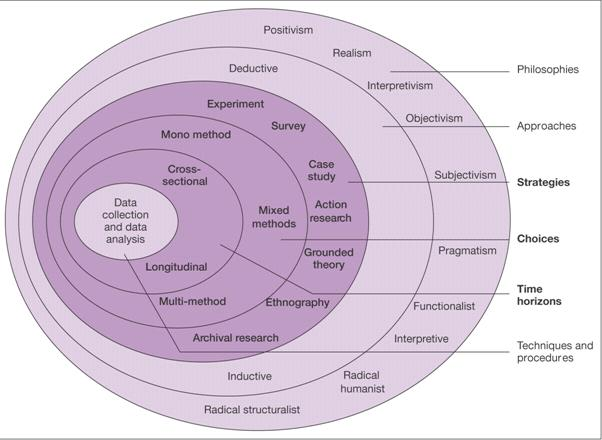 Positivism
Realism
Philosophies
Deductive
Interpretivism
Experiment
Objectivism
Survey
Approaches
Mono method
Case
study
Cross-
sectional
Subjectivism
Strategies
Data
collection
and data
analysis
Action
research
Mixed
methods
Choices
Grounded
theory
Pragmatism
Longitudinal
Time
horizons
Multi-method
Ethnography
Functionalist
Archival research
Interpretive
Techniques and
procedures
Inductive
Radical
humanist
Radical structuralist